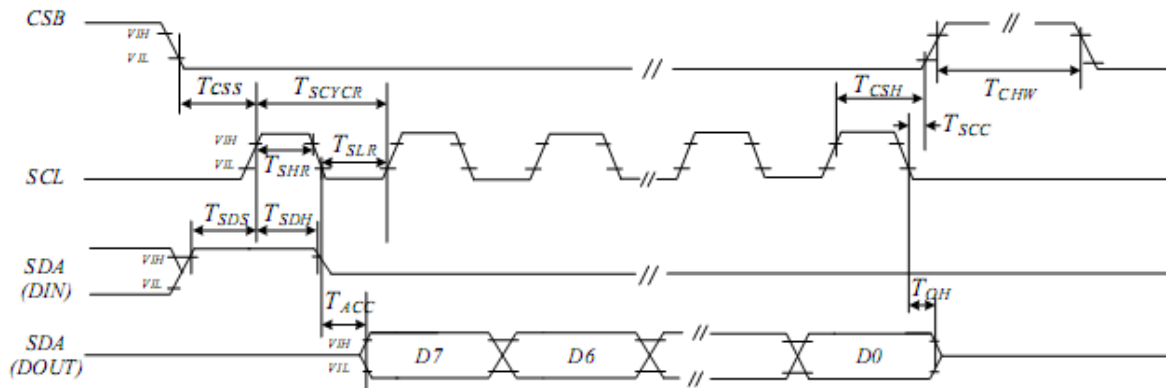 CSB
VIH
VIL
TCSS
TSCYCR
TCSH
TCHW
TSCC
SCL
VIH
VIL
TSHR
TSLR
TSDS
TSDH
SDA
(DIN)
VIH
VIL
TACC
TOH
SDA
(DOUT)
VIH
VIL
D7
D6
D0